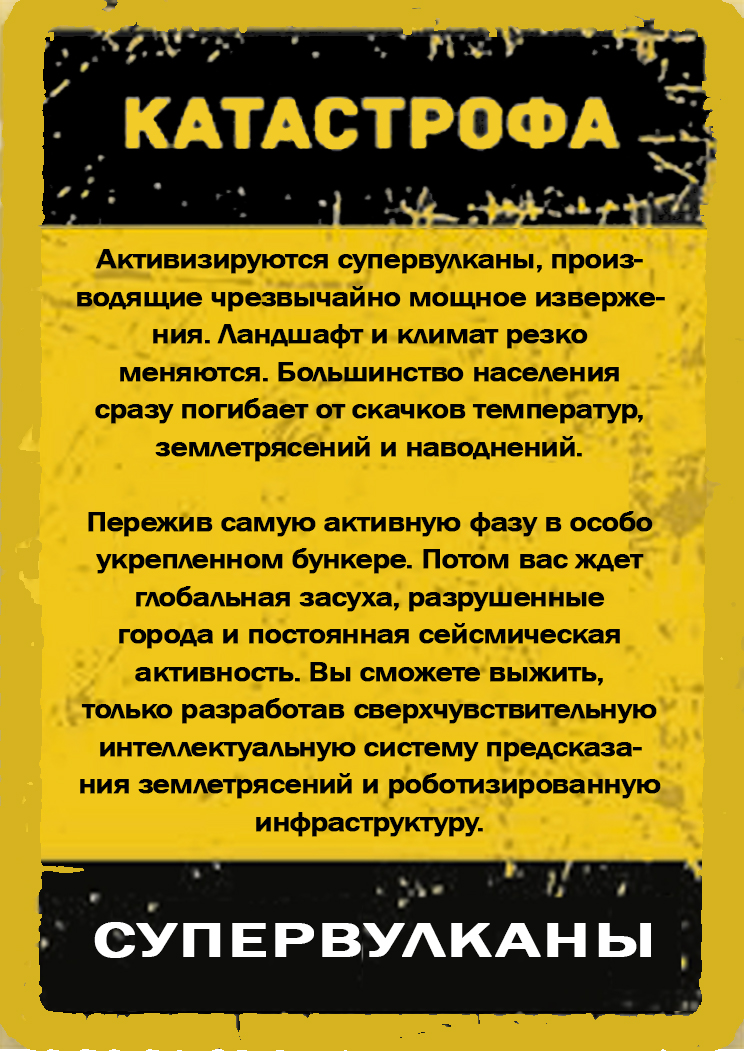 КАТАСТРОФА
Активизируются супервулканы, произ-
водящие чрезвычайно мощное изверже-
ния. Ландшафт и климат резко
меняются. Большинство населения
сразу погибает от скачков температур,
землетрясений и наводнений.
Пережив самую активную фазу в особо
укрепленном бункере. Потом вас ждет
глобальная засуха, разрушенные
города и постоянная сейсмическая
активность. Вы сможете выжить,
только разработав сверхчувствительную
интеллектуальную систему предсказа-
ния землетрясений и роботизированную
инфраструктуру.
СУПЕРВУЛКАНЫ